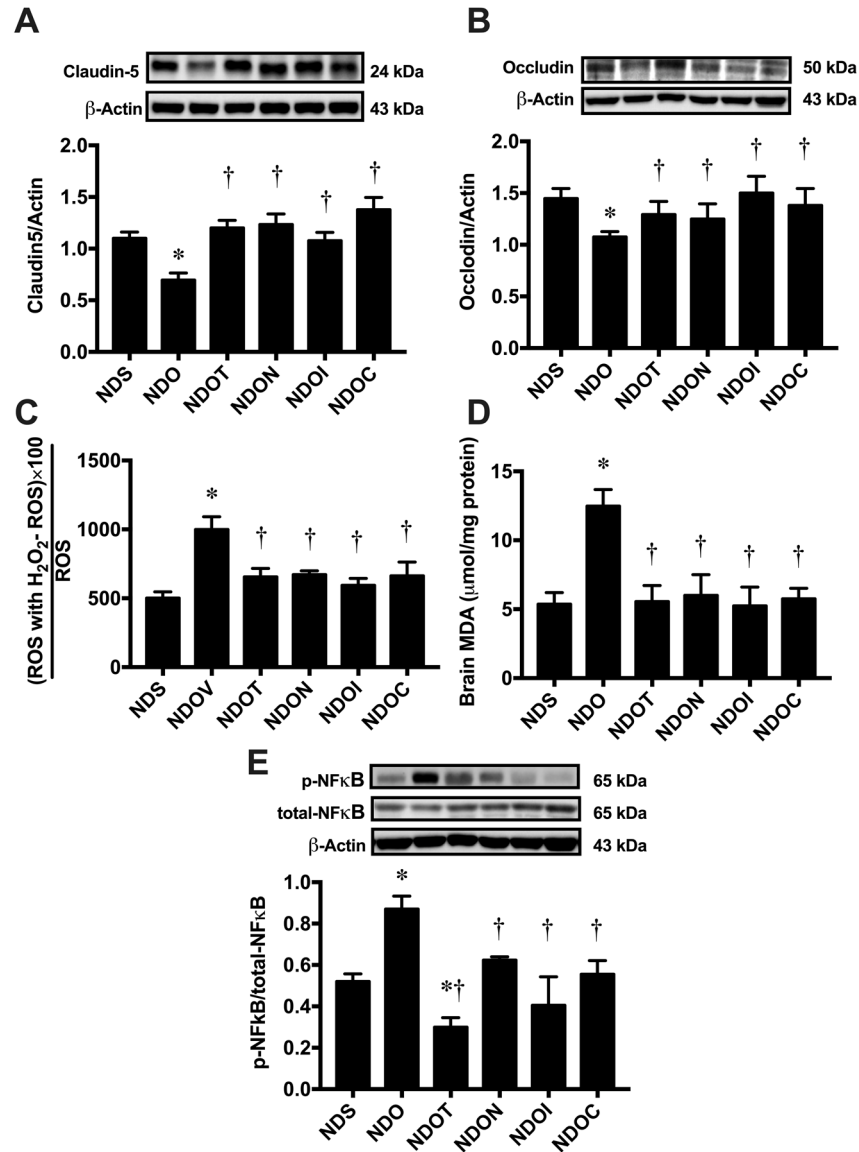 A
Claudin-5
24 kDa
β-Actin
43 kDa
Claudin5/Actin
2.0
1.5
1.0
0.5
0.0
† † † †
*
NDS NDO NDOT NDON NDOI NDOC
B
Occludin
50 kDa
β-Actin
43 kDa
Occlodin/Actin
2.0
1.5
1.0
0.5
0.0
† † † †
*
NDS NDO NDOT NDON NDOI NDOC
C
(ROS with H₂O₂- ROS)×100
ROS
1500
1000
500
0
*
† † † †
NDS NDOV NDOT NDON NDOI NDOC
D
Brain MDA (μmol/mg protein)
15
10
5
0
*
† † † †
NDS NDO NDOT NDON NDOI NDOC
E
p-NFκB
65 kDa
total-NFκB
65 kDa
β-Actin
43 kDa
p-NFkB/total-NFκB
1.0
0.8
0.6
0.4
0.2
0.0
*
*†
† † †
NDS NDO NDOT NDON NDOI NDOC